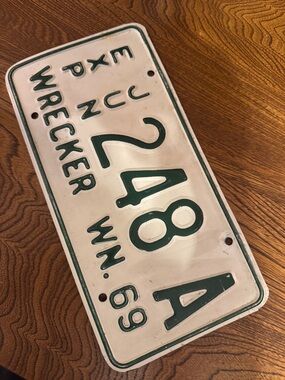 EXP JUN 248 A
WRECKER WN. 69